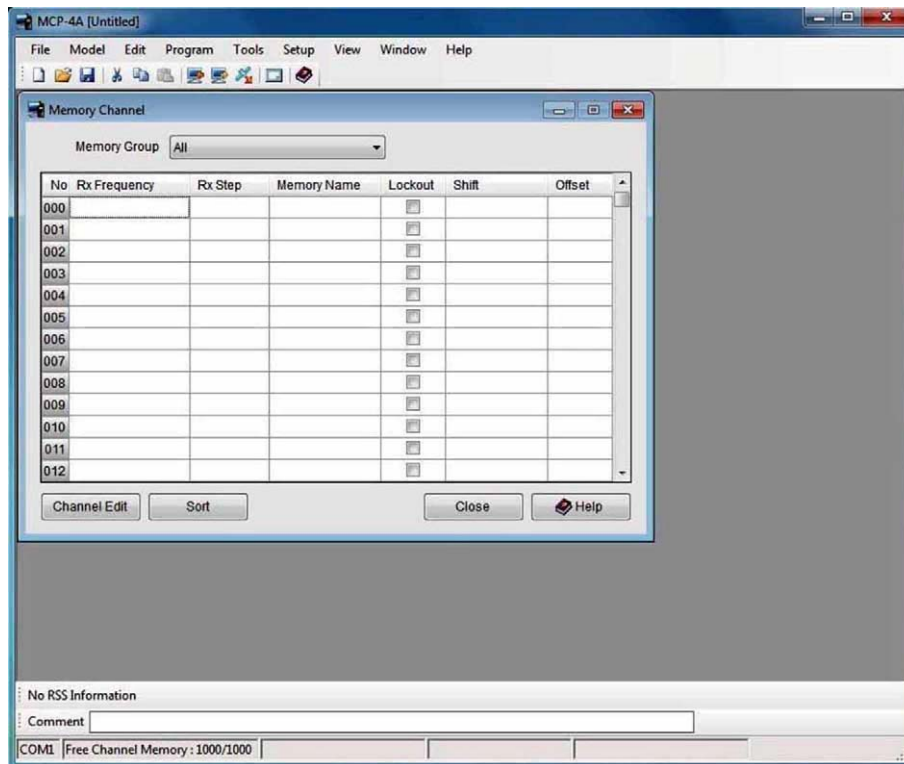 MCP-4A [Untitled]
File Model Edit Program Tools Setup View Window Help
Memory Channel
Memory Group All
No Rx Frequency Rx Step Memory Name Lockout Shift Offset
000
001
002
003
004
005
006
007
008
009
010
011
012
Channel Edit Sort Close Help
No RSS Information
Comment
COM1 Free Channel Memory : 1000/1000